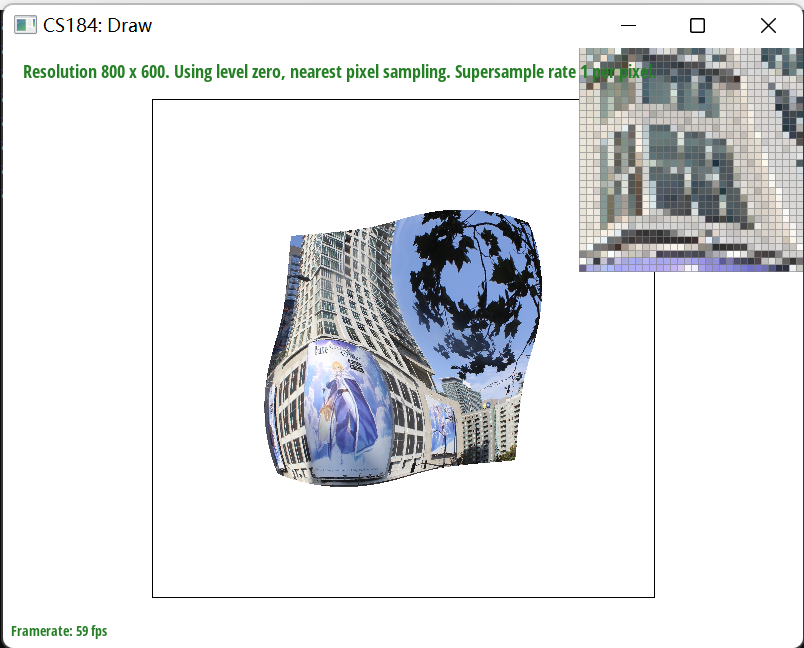 CS184: Draw
Resolution 800 x 600. Using level zero, nearest pixel sampling. Supersample rate 1 per pixel.
Fate
Framerate: 59 fps